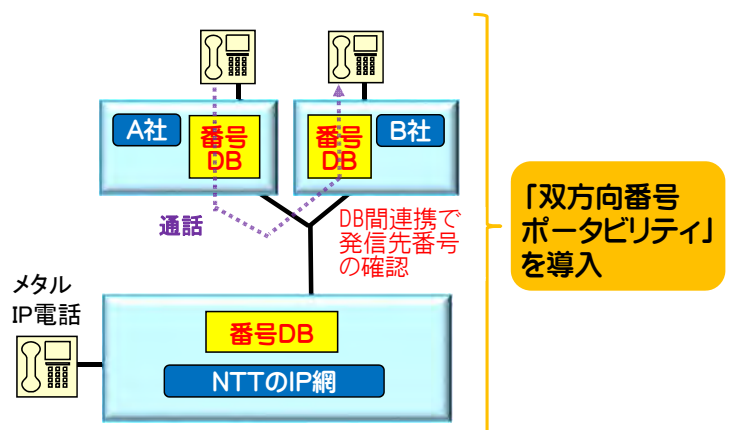 A社
番号
DB
番号
DB
B社
通話
DB間連携で
発信先番号
の確認
「双方向番号
ポータビリティ」
を導入
メタル
IP電話
番号DB
NTTのIP網